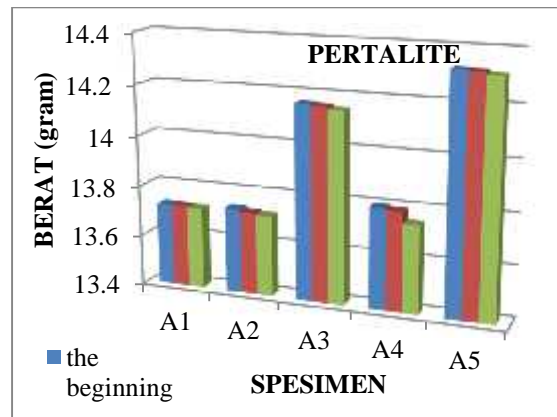 PERTALITE
BERAT (gram)
14.4
14.2
14
13.8
13.6
13.4
A1
A2
A3
A4
A5
SPESIMEN
the
beginning